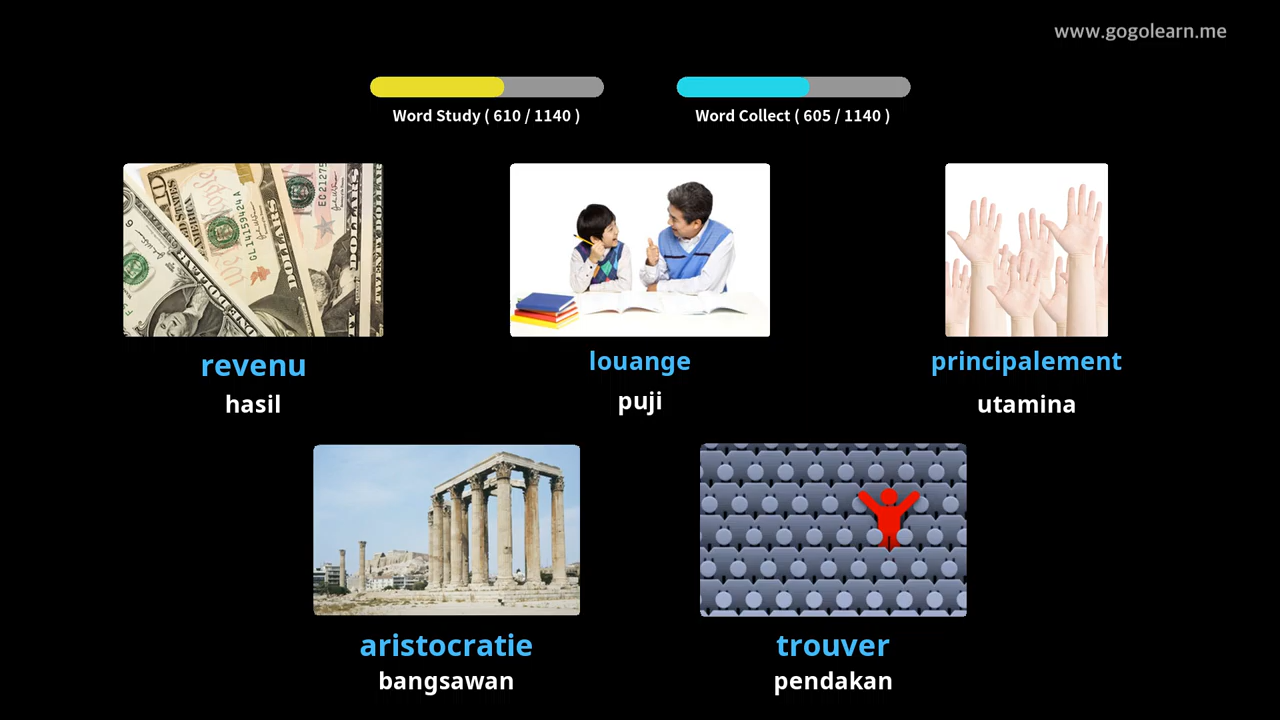 www.gogolearn.me
Word Study ( 610 / 1140 )
Word Collect ( 605 / 1140 )
revenu
hasil
louange
puji
principalement
utamina
aristocratie
bangsawan
trouver
pendakan